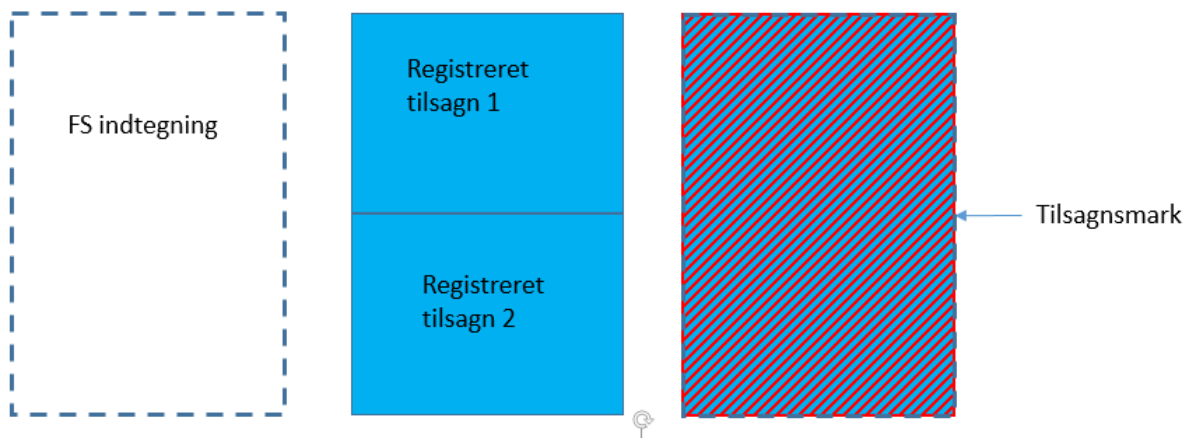 FS indtegning
Registreret
tilsagn 1
Registreret
tilsagn 2
Tilsagnsmark